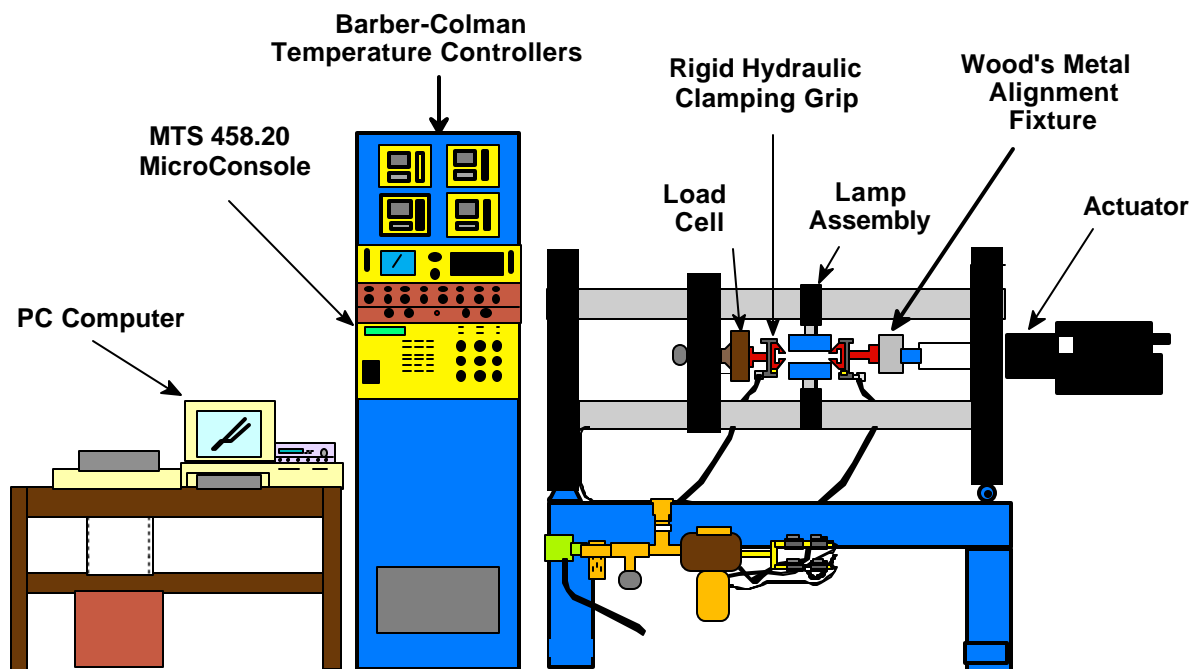 Barber-Colman
Temperature Controllers
MTS 458.20
MicroConsole
PC Computer
Rigid Hydraulic
Clamping Grip
Wood's Metal
Alignment
Fixture
Load
Cell
Lamp
Assembly
Actuator